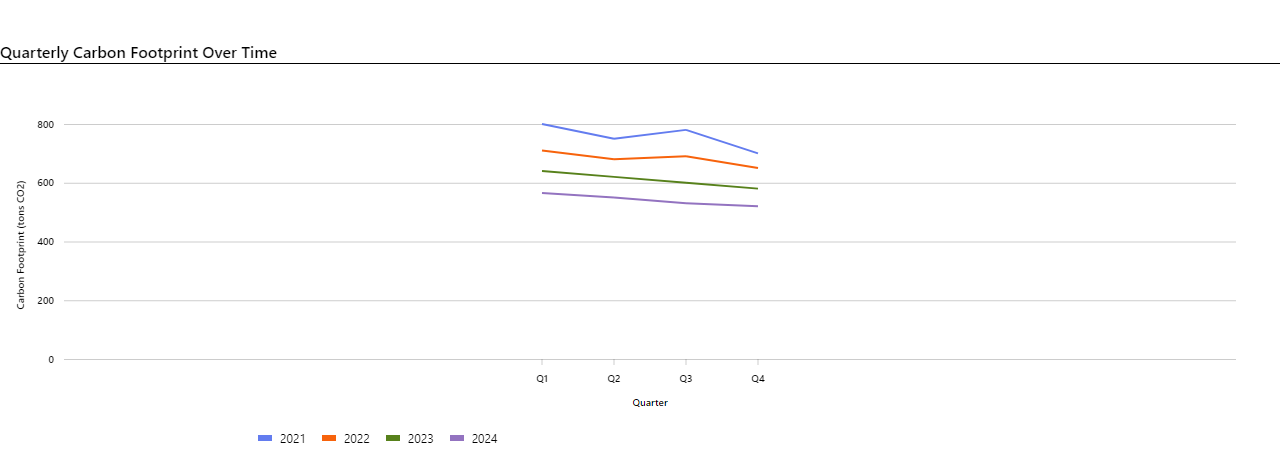 Quarterly Carbon Footprint Over Time
800
600
400
200
0
Carbon Footprint (tons CO2)
Q1 Q2 Q3 Q4
Quarter
2021 2022 2023 2024